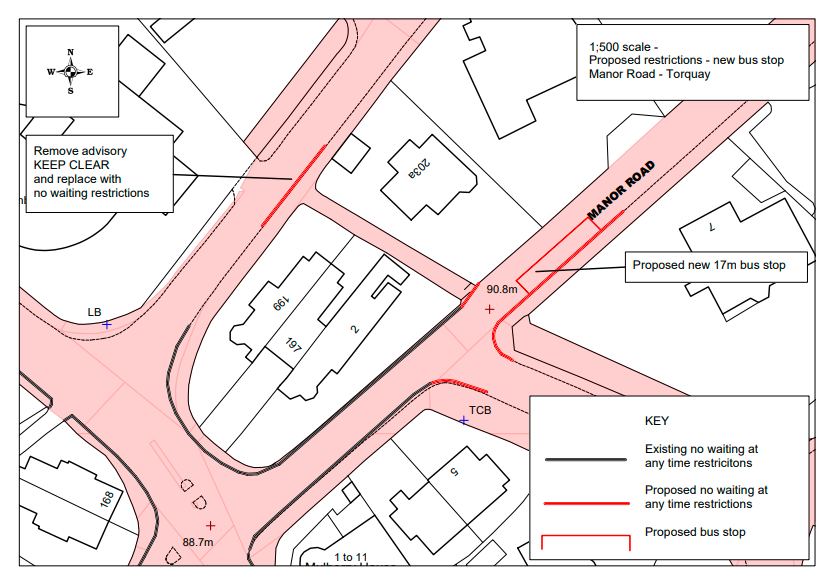 N
W E
S
1;500 scale -
Proposed restrictions - new bus stop
Manor Road - Torquay
Remove advisory
KEEP CLEAR
and replace with
no waiting restrictions
203a
MANOR ROAD
7
Proposed new 17m bus stop
90.8m
LB
199
197
2
TCB
5
168
88.7m
1 to 11
KEY
Existing no waiting at
any time restricitons
Proposed no waiting at
any time restrictions
Proposed bus stop